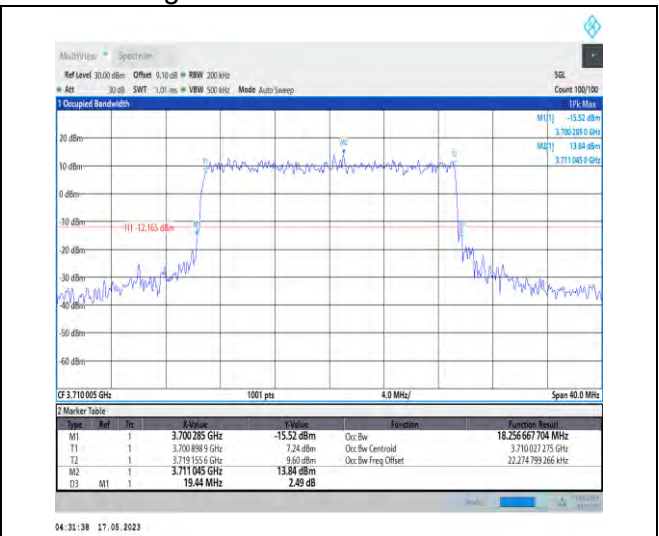 MultiView Spectrum
Ref Level 30.00 dBm Offset 9.10 dB RBW 200 kHz SGL
Att 30 dB SWT 1.01 ms VBW 500 kHz Mode Auto Sweep Count 100/100
1 Occupied Bandwidth 1Pk Max
M1[1] -15.52 dBm
3.700 285 0 GHz
M2[1] 13.84 dBm
3.711 045 0 GHz
20 dBm
M2
T1
T2
10 dBm
0 dBm
-10 dBm
H1 -12.165 dBm
M1
-20 dBm
-30 dBm
-40 dBm
-50 dBm
-60 dBm
CF 3.710 005 GHz 1001 pts 4.0 MHz/ Span 40.0 MHz
2 Marker Table
Type Ref Trc X-Value Y-Value Function Function Result
M1 1 3.700 285 GHz -15.52 dBm Occ Bw 18.256 667 704 MHz
T1 1 3.700 898 9 GHz 7.24 dBm Occ Bw Centroid 3.710 027 275 GHz
T2 1 3.719 155 6 GHz 9.60 dBm Occ Bw Freq Offset 22.274 799 266 kHz
M2 1 3.711 045 GHz 13.84 dBm
D3 M1 1 19.44 MHz 2.49 dB
04:31:38 17.05.2023